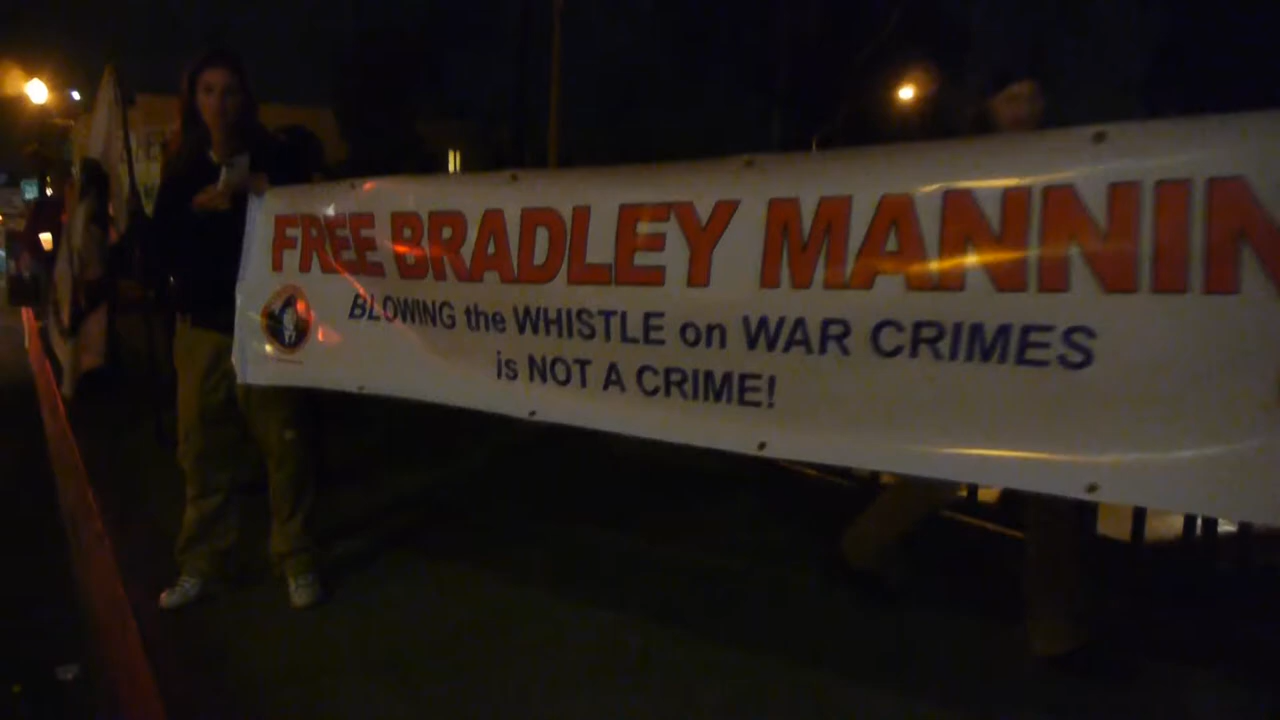 FREE BRADLEY MANNIN
BLOWING the WHISTLE on WAR CRIMES
is NOT A CRIME!